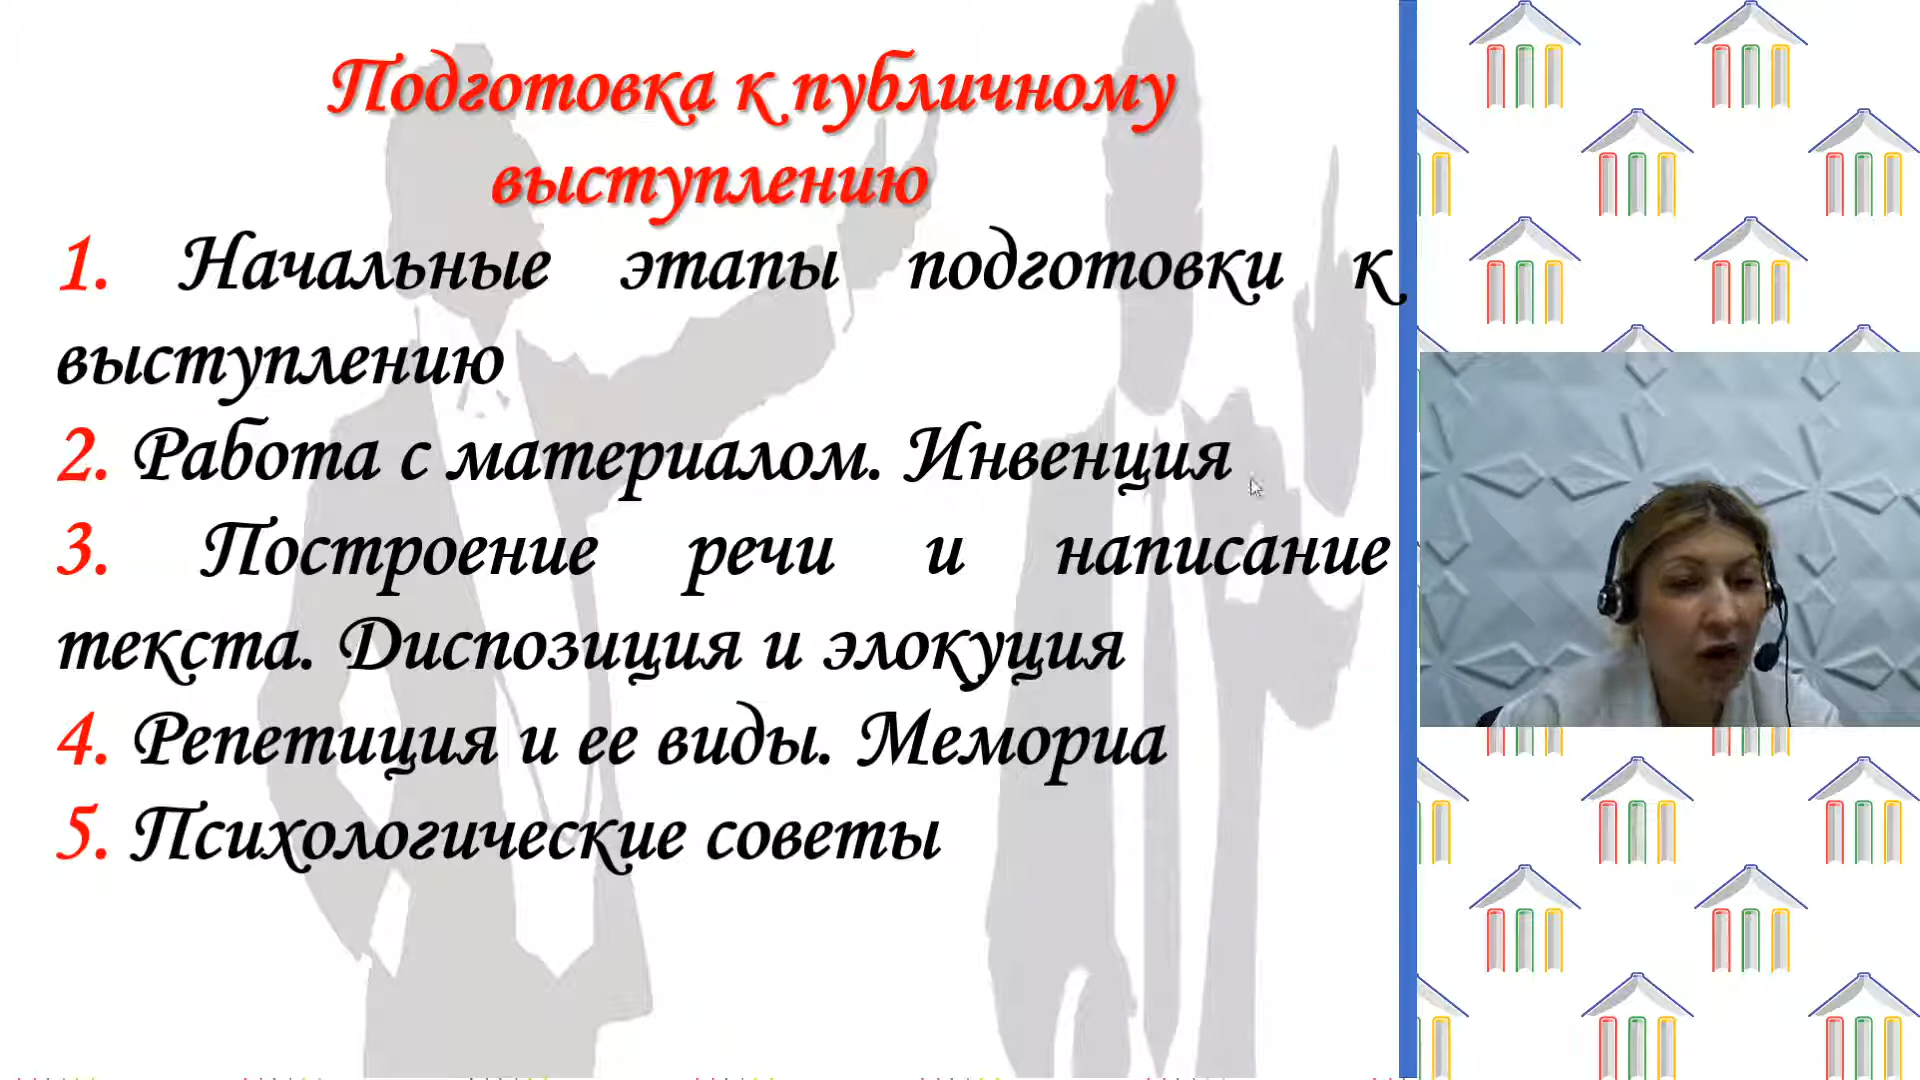 Подготовка к публичному
выступлению
1. Начальные этапы подготовки к
выступлению
2. Работа с материалом. Инвенция
3. Построение речи и написание
текста. Диспозиция и элокуция
4. Репетиция и ее виды. Мемориа
5. Психологические советы